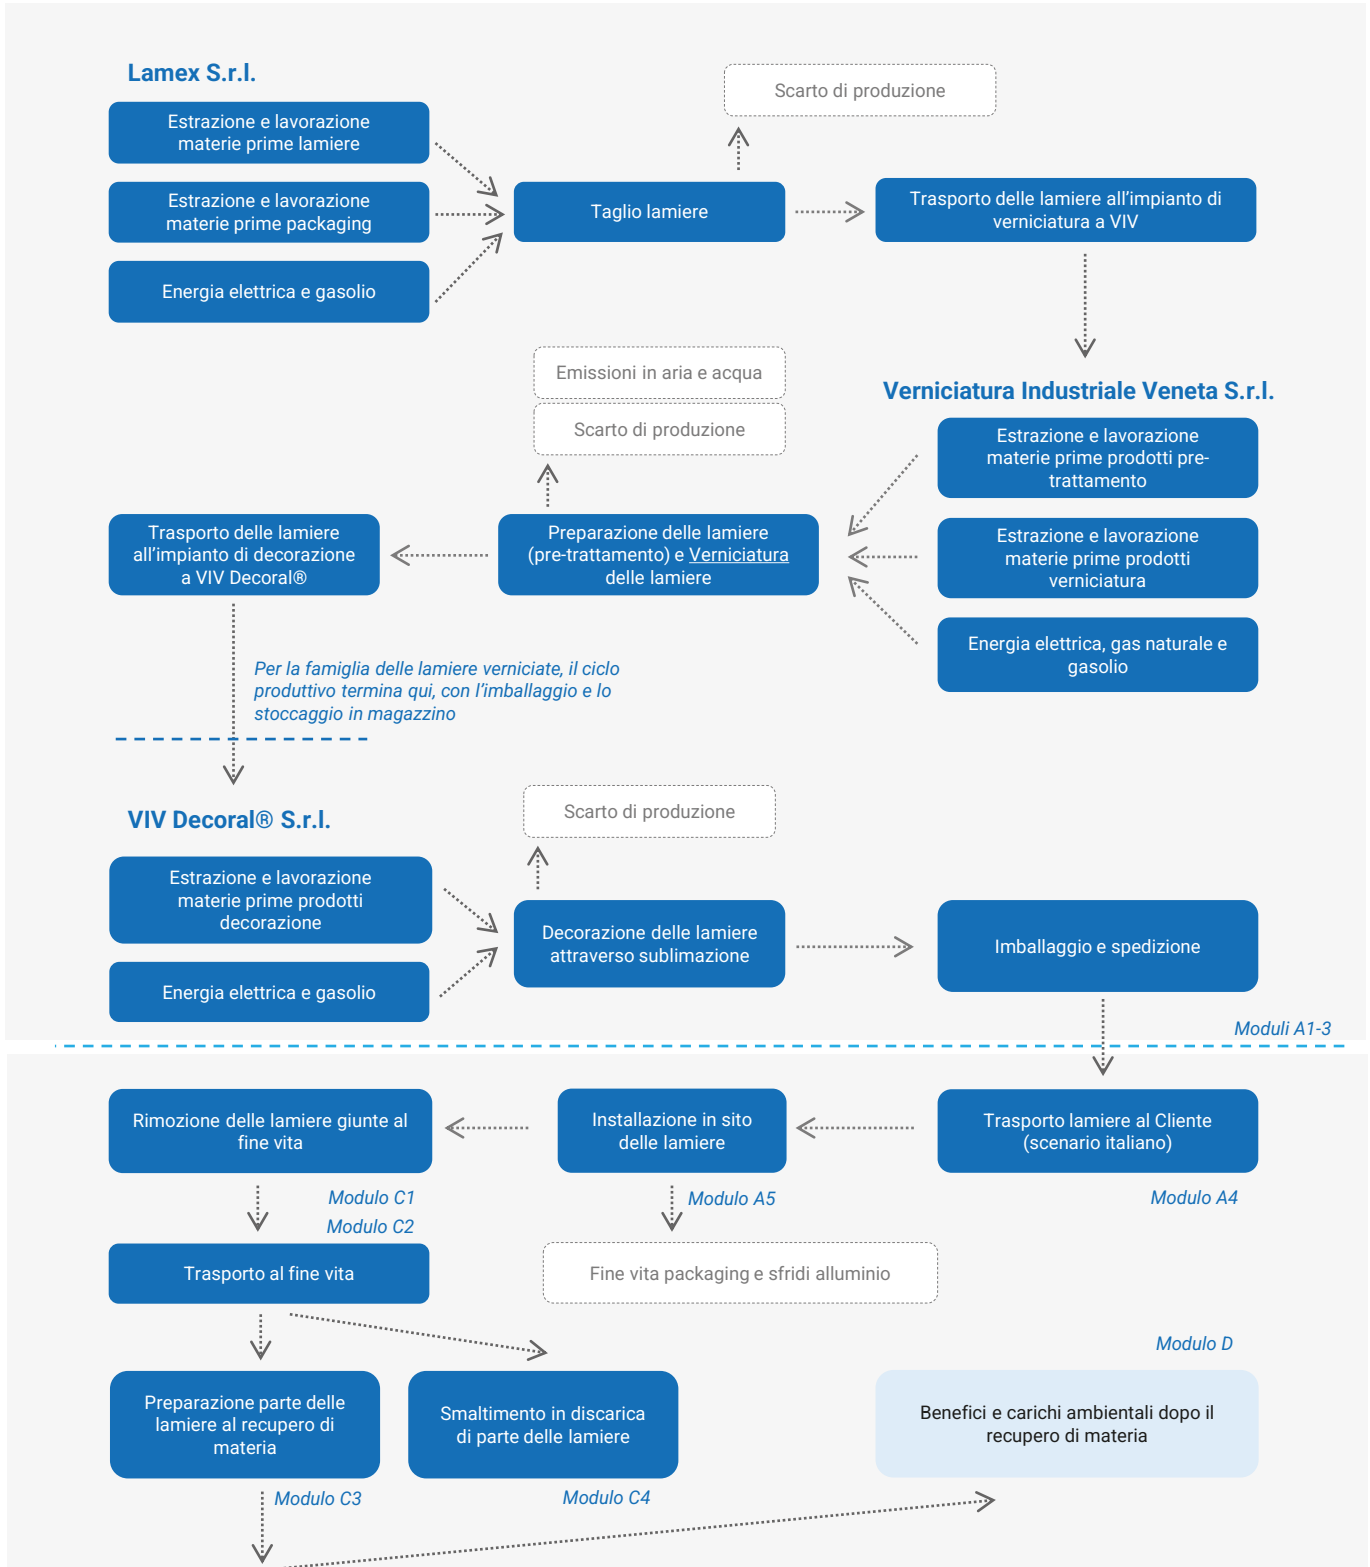 Lamex S.r.l.
Scarto di produzione
Estrazione e lavorazione
materie prime lamiere
Estrazione e lavorazione
materie prime packaging
Energia elettrica e gasolio
Taglio lamiere
Trasporto delle lamiere all’impianto di
verniciatura a VIV
Emissioni in aria e acqua
Scarto di produzione
Verniciatura Industriale Veneta S.r.l.
Estrazione e lavorazione
materie prime prodotti pre-
trattamento
Estrazione e lavorazione
materie prime prodotti
verniciatura
Energia elettrica, gas naturale e
gasolio
Preparazione delle lamiere
(pre-trattamento) e Verniciatura
delle lamiere
Trasporto delle lamiere
all’impianto di decorazione
a VIV Decoral®
Per la famiglia delle lamiere verniciate, il ciclo
produttivo termina qui, con l’imballaggio e lo
stoccaggio in magazzino
VIV Decoral® S.r.l.
Scarto di produzione
Estrazione e lavorazione
materie prime prodotti
decorazione
Energia elettrica e gasolio
Decorazione delle lamiere
attraverso sublimazione
Imballaggio e spedizione
Moduli A1-3
Rimozione delle lamiere giunte al
fine vita
Installazione in sito
delle lamiere
Trasporto lamiere al Cliente
(scenario italiano)
Modulo C1
Modulo A5
Modulo A4
Modulo C2
Trasporto al fine vita
Fine vita packaging e sfridi alluminio
Modulo D
Preparazione parte delle
lamiere al recupero di
materia
Smaltimento in discarica
di parte delle lamiere
Benefici e carichi ambientali dopo il
recupero di materia
Modulo C3
Modulo C4